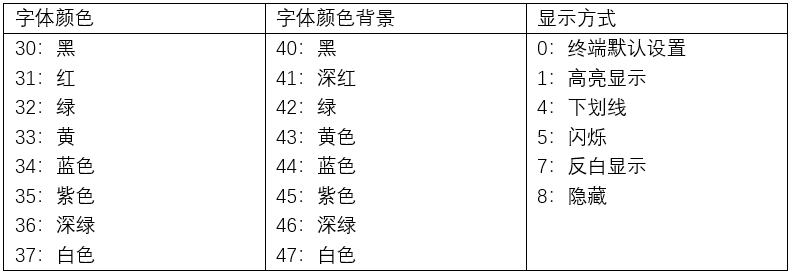 字体颜色 字体颜色背景 显示方式
30：黑 40：黑 0：终端默认设置
31：红 41：深红 1：高亮显示
32：绿 42：绿 4：下划线
33：黄 43：黄色 5：闪烁
34：蓝色 44：蓝色 7：反白显示
35：紫色 45：紫色 8：隐藏
36：深绿 46：深绿
37：白色 47：白色